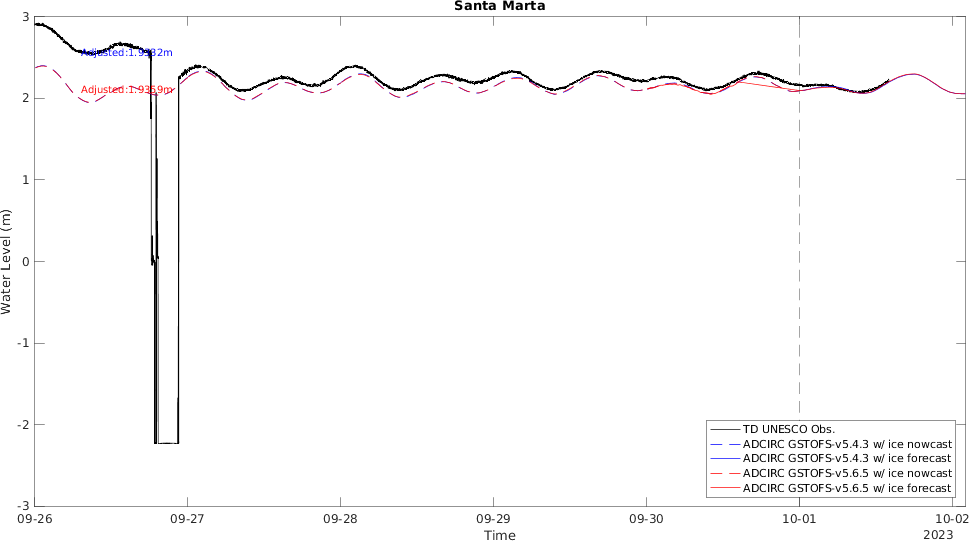 Santa Marta
3
2
1
0
-1
-2
-3
Water Level (m)
Adjusted:1.9332m
Adjusted:1.9359m
TD UNESCO Obs.
ADCIRC GSTOFS-v5.4.3 w/ ice nowcast
ADCIRC GSTOFS-v5.4.3 w/ ice forecast
ADCIRC GSTOFS-v5.6.5 w/ ice nowcast
ADCIRC GSTOFS-v5.6.5 w/ ice forecast
09-26 09-27 09-28 09-29 09-30 10-01 10-02
Time
2023